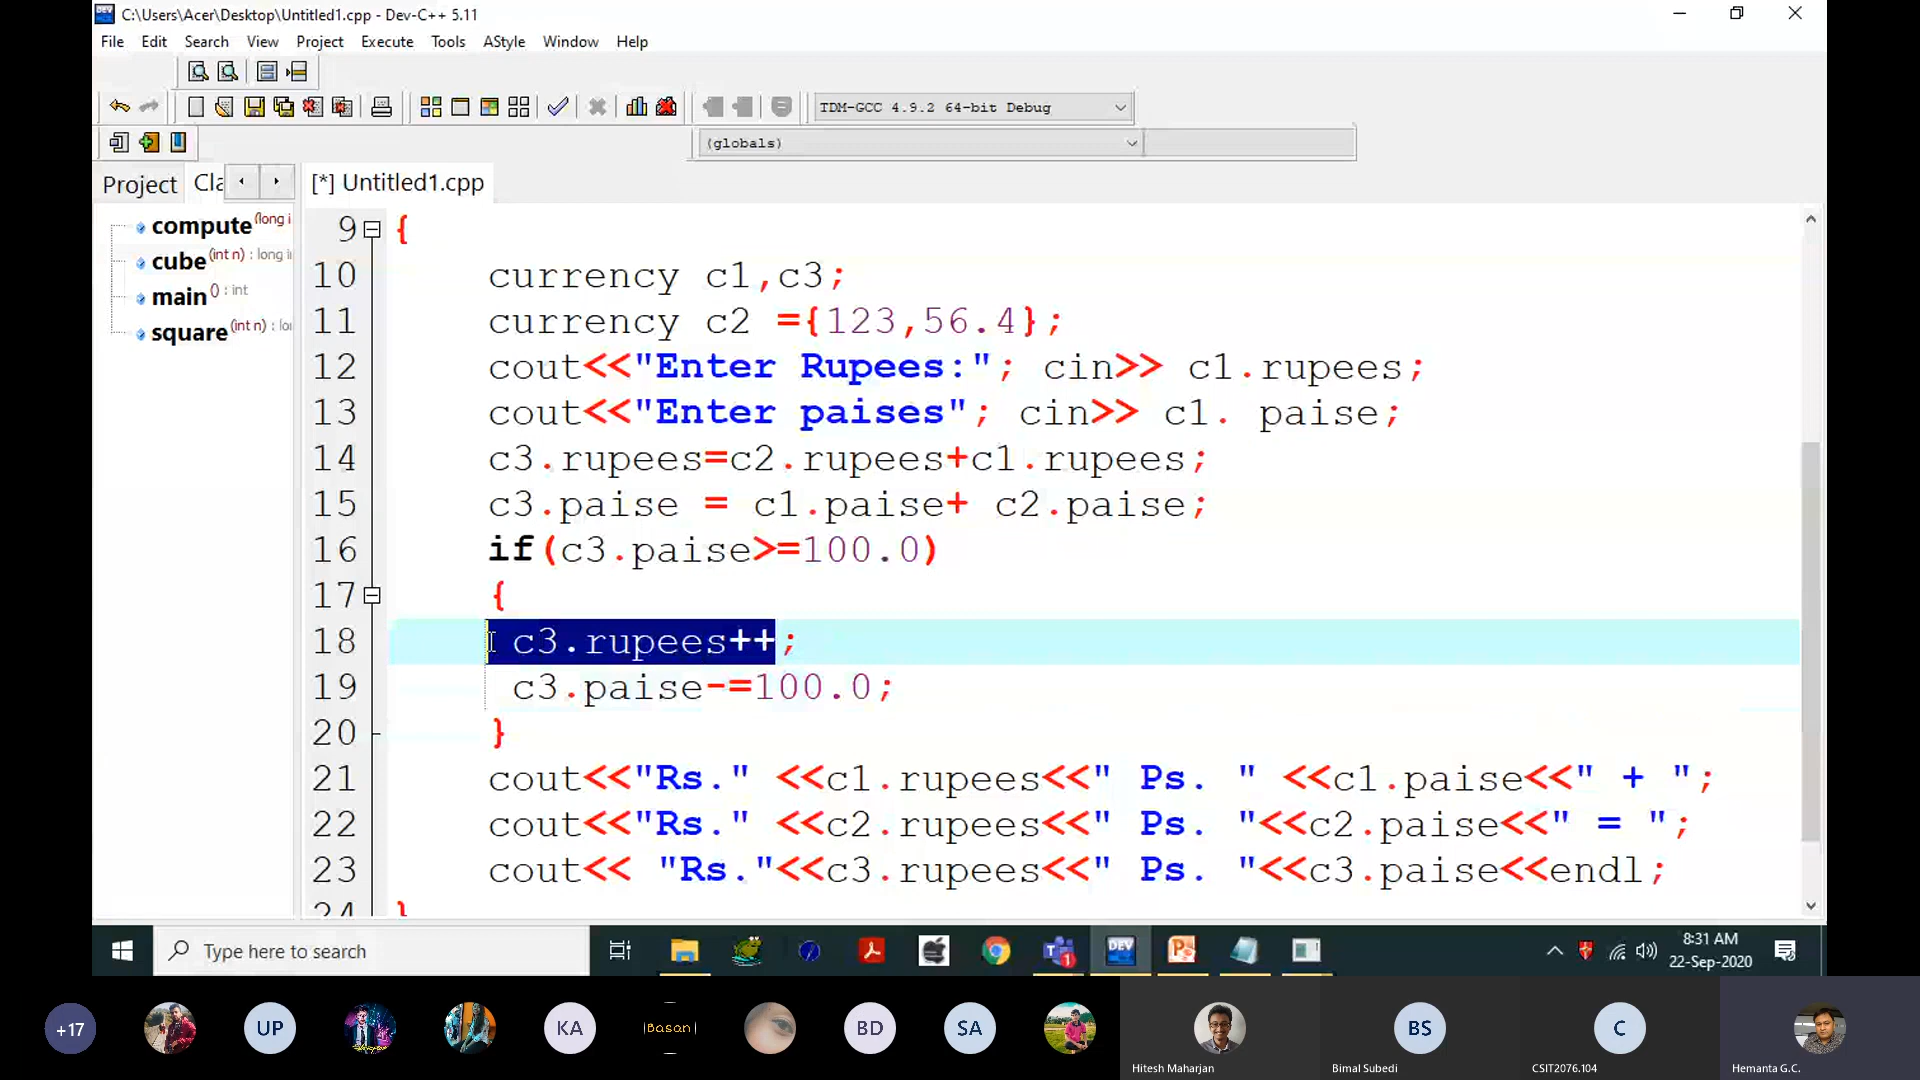 C:\Users\Acer\Desktop\Untitled1.cpp - Dev-C++ 5.11
File Edit Search View Project Execute Tools AStyle Window Help
TDM-GCC 4.9.2 64-bit Debug
(globals)
Project Cla [*] Untitled1.cpp
compute (long i
cube (int n) : long i
main () : int
square (int n) : lo
9 {
10 currency c1,c3;
11 currency c2 ={123,56.4};
12 cout<<"Enter Rupees:"; cin>> c1.rupees;
13 cout<<"Enter paises"; cin>> c1. paise;
14 c3.rupees=c2.rupees+c1.rupees;
15 c3.paise = c1.paise+ c2.paise;
16 if(c3.paise>=100.0)
17 {
18 c3.rupees++;
19 c3.paise-=100.0;
20 }
21 cout<<"Rs." <<c1.rupees<<" Ps. " <<c1.paise<<" + ";
22 cout<<"Rs." <<c2.rupees<<" Ps. "<<c2.paise<<" = ";
23 cout<< "Rs."<<c3.rupees<<" Ps. "<<c3.paise<<endl;
24 }
Type here to search
DEV
1
8:31 AM
22-Sep-2020
+17 UP KA Basan BD SA BS C
Hitesh Maharjan Bimal Subedi CSIT2076.104 Hemanta G.C.